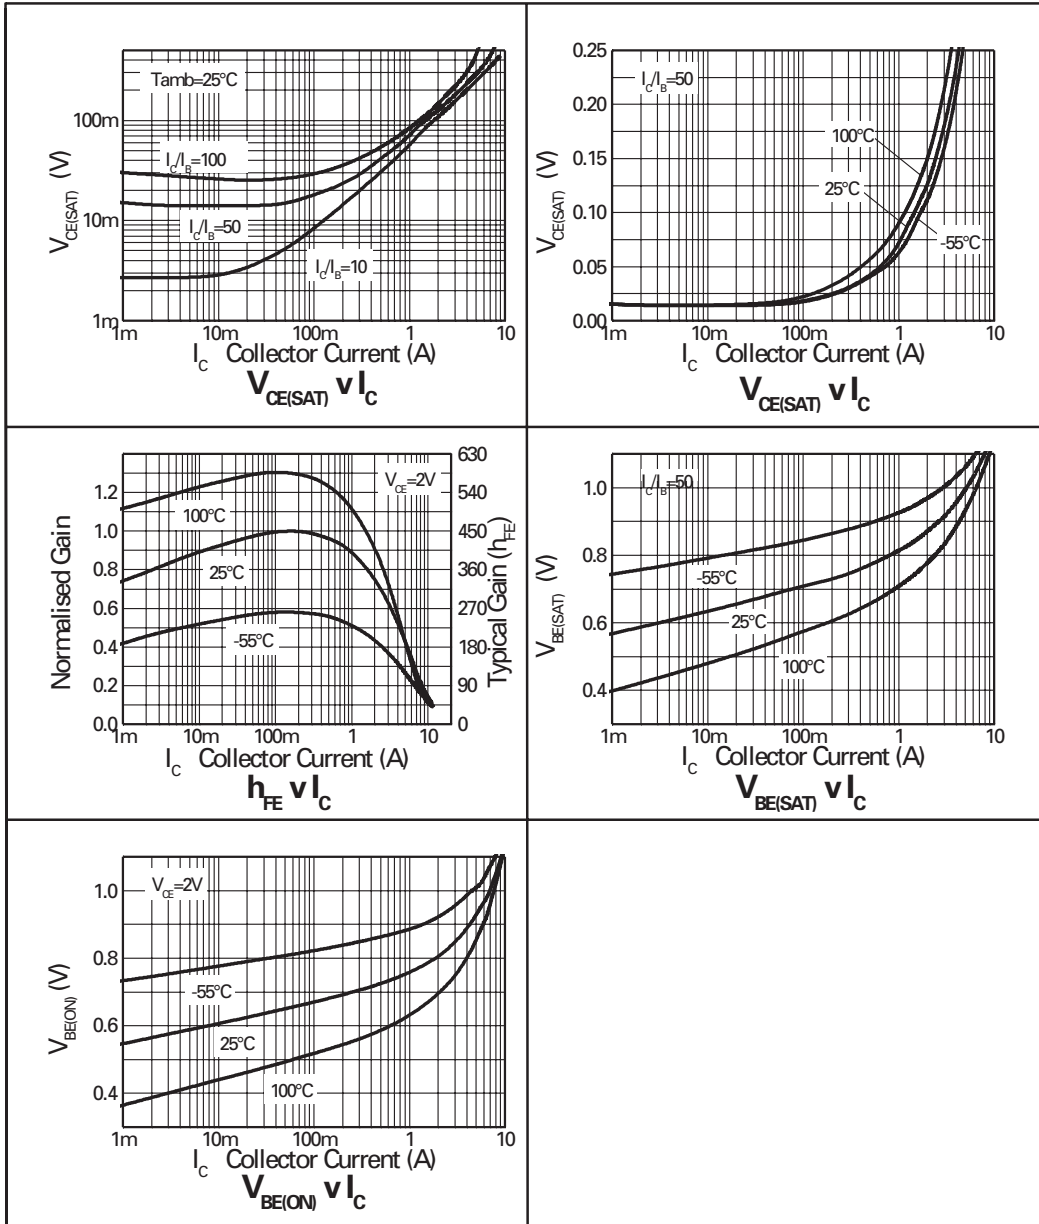 Tamb=25°C
I_C/I_B=100
I_C/I_B=50
I_C/I_B=10
100m
10m
1m
V_CE(SAT) (V)
1m 10m 100m 1 10
I_C Collector Current (A)
V_CE(SAT) v I_C
I_C/I_B=50
100°C
25°C
-55°C
0.25
0.20
0.15
0.10
0.05
0.00
V_CE(SAT) (V)
1m 10m 100m 1 10
I_C Collector Current (A)
V_CE(SAT) v I_C
V_CE=2V
100°C
25°C
-55°C
1.2
1.0
0.8
0.6
0.4
0.2
0.0
Normalised Gain
630
540
450
360
270
180
90
0
Typical Gain (h_FE)
1m 10m 100m 1 10
I_C Collector Current (A)
h_FE v I_C
I_C/I_B=50
-55°C
25°C
100°C
1.0
0.8
0.6
0.4
V_BE(SAT) (V)
1m 10m 100m 1 10
I_C Collector Current (A)
V_BE(SAT) v I_C
V_CE=2V
-55°C
25°C
100°C
1.0
0.8
0.6
0.4
V_BE(ON) (V)
1m 10m 100m 1 10
I_C Collector Current (A)
V_BE(ON) v I_C